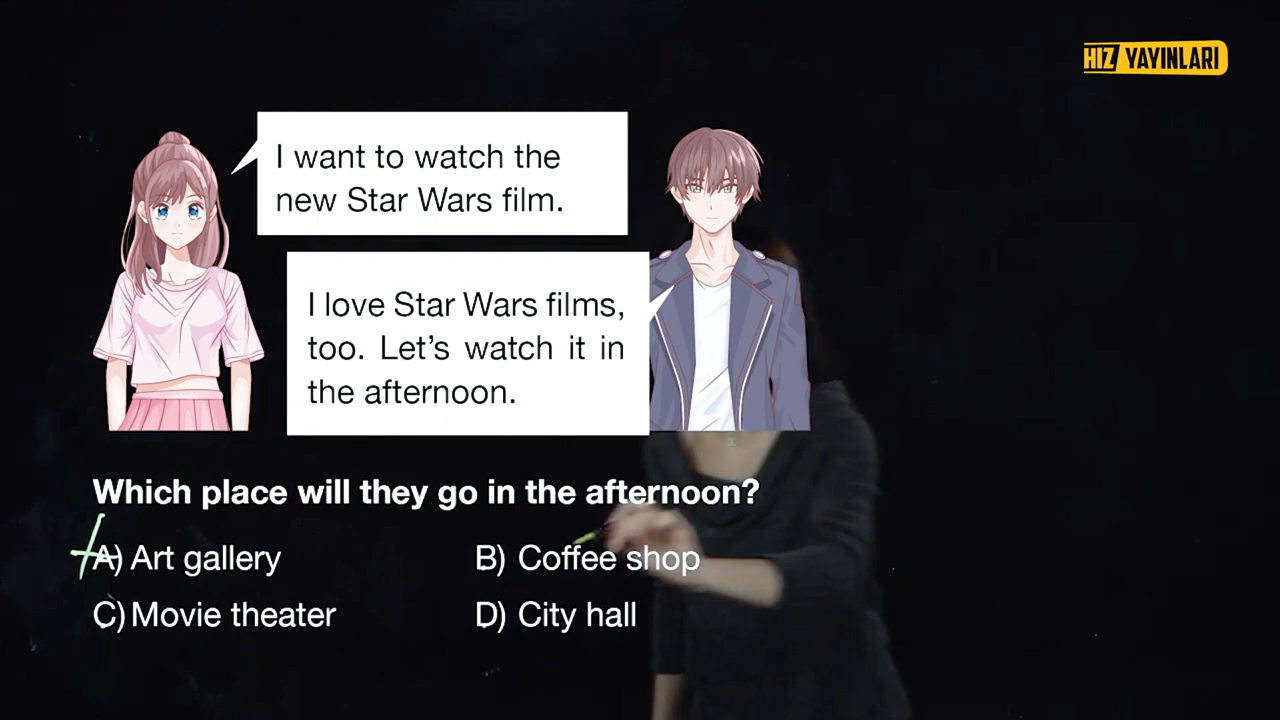 HIZ YAYINLARI
I want to watch the
new Star Wars film.
I love Star Wars films,
too. Let's watch it in
the afternoon.
Which place will they go in the afternoon?
A) Art gallery
B) Coffee shop
C) Movie theater
D) City hall